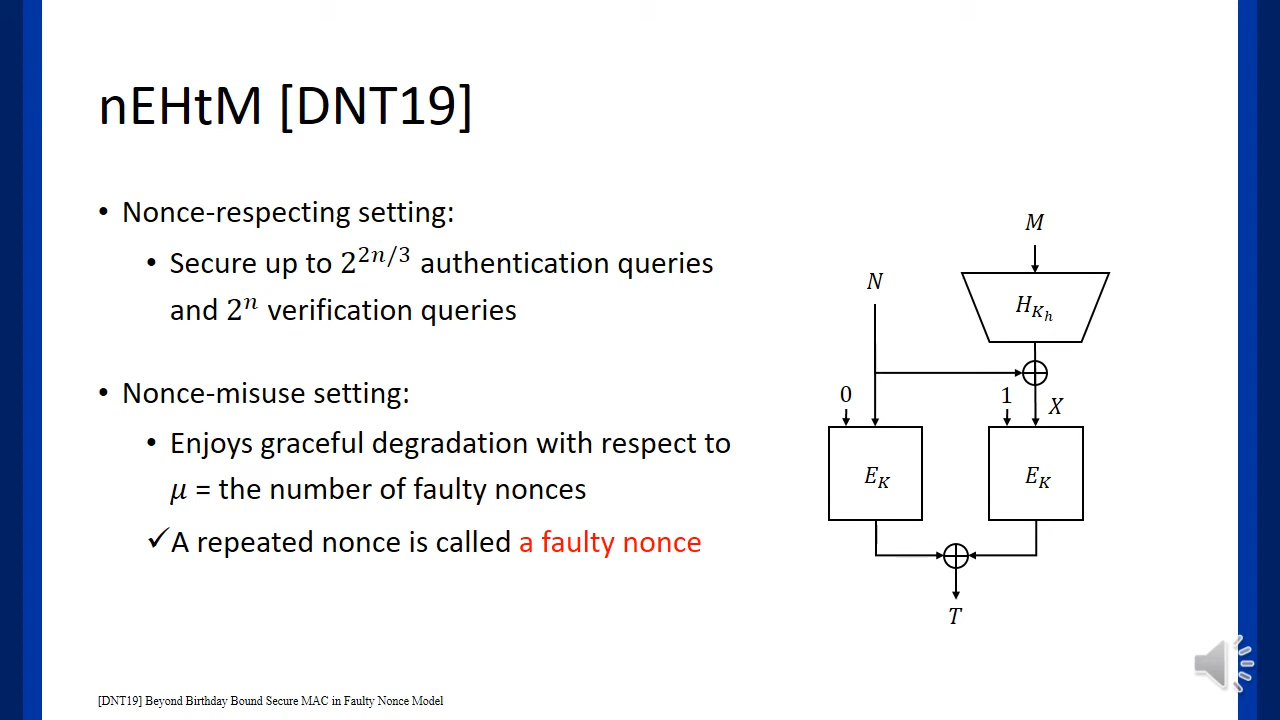 nEHtM [DNT19]
• Nonce-respecting setting:
• Secure up to 2^{2n/3} authentication queries
and 2^n verification queries
• Nonce-misuse setting:
• Enjoys graceful degradation with respect to
μ = the number of faulty nonces
✓A repeated nonce is called a faulty nonce
M
N
H_{K_h}
0
1
X
E_K
E_K
T
[DNT19] Beyond Birthday Bound Secure MAC in Faulty Nonce Model